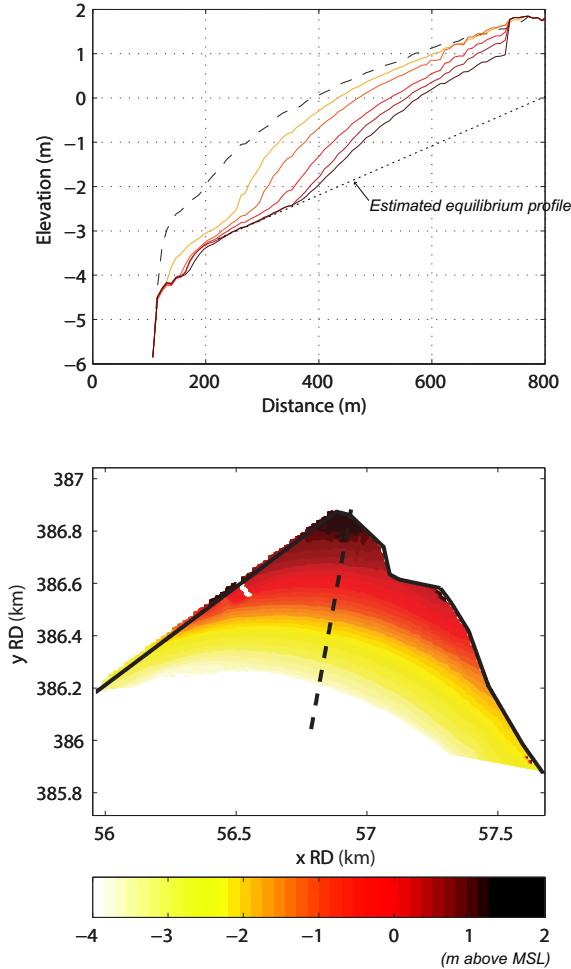 2
1
0
−1
−2
−3
−4
−5
−6
Elevation (m)
Estimated equilibrium profile
0 200 400 600 800
Distance (m)
387
386.8
386.6
386.4
386.2
386
385.8
y RD (km)
56 56.5 57 57.5
x RD (km)
−4 −3 −2 −1 0 1 2
(m above MSL)